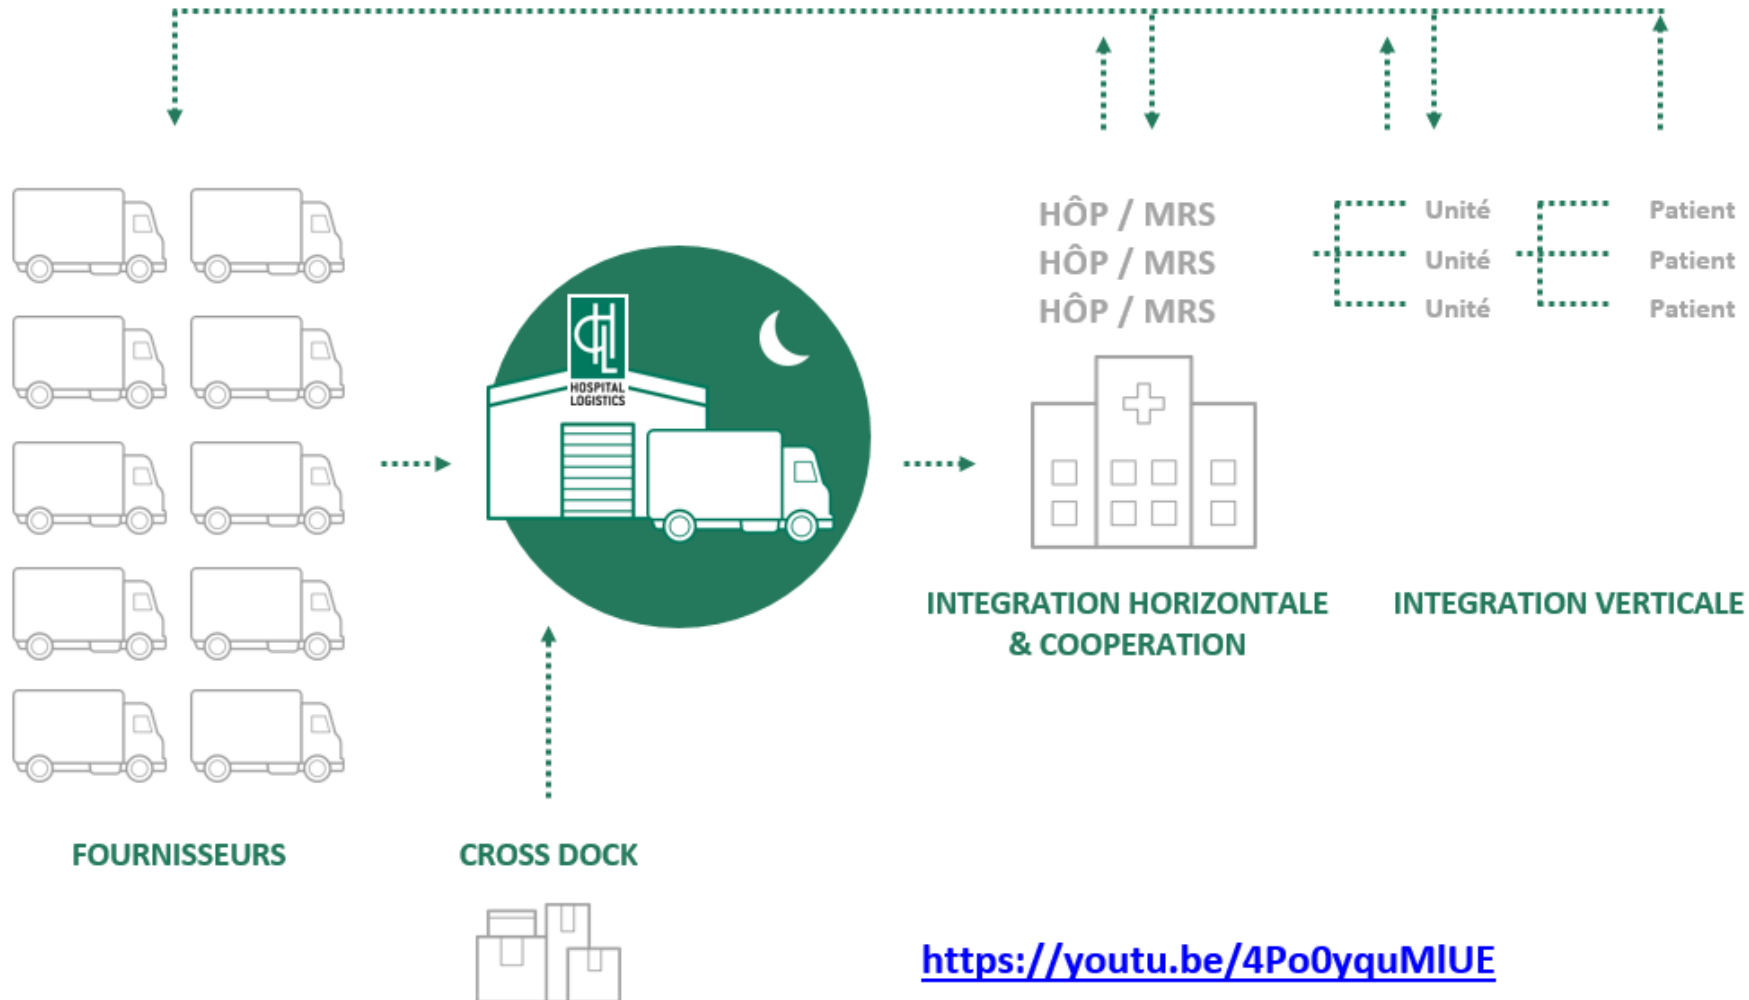 HÔP / MRS
HÔP / MRS
HÔP / MRS
Unité
Unité
Unité
Patient
Patient
Patient
HOSPITAL
LOGISTICS
INTEGRATION HORIZONTALE
& COOPERATION
INTEGRATION VERTICALE
FOURNISSEURS
CROSS DOCK
https://youtu.be/4Po0yquMlUE